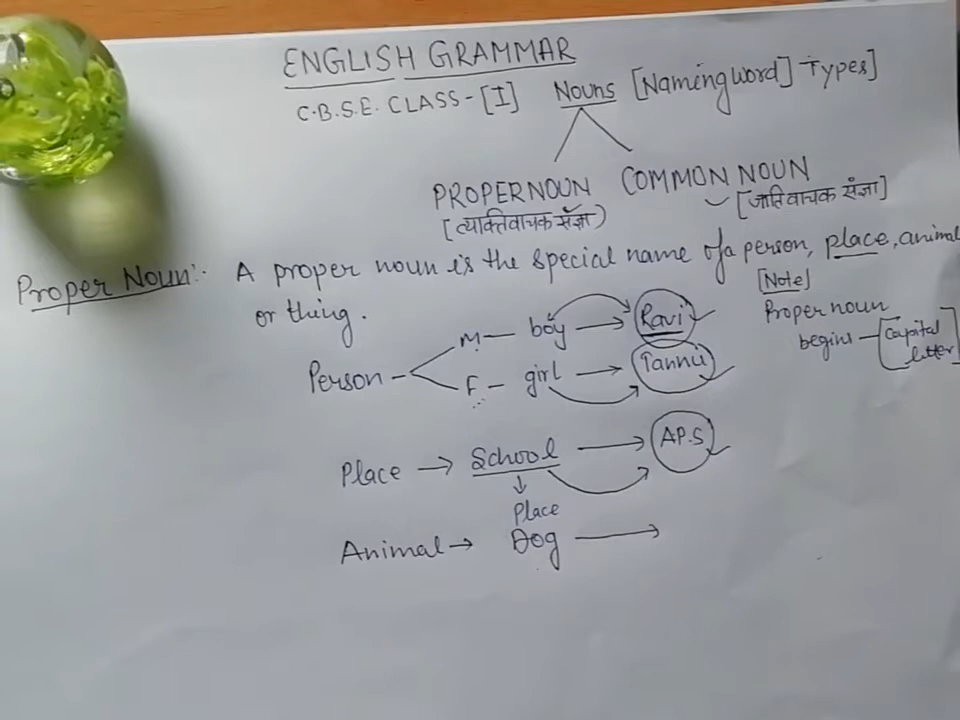 ENGLISH GRAMMAR
C.B.S.E. CLASS-[I] Nouns [Naming word] Types]
PROPER NOUN COMMON NOUN
[व्यक्तिवाचक संज्ञा) [जातिवाचक संज्ञा]
Proper Noun:- A proper noun is the special name of a person, place, animal
or thing.
[Note]
Proper noun
begins - [Capital
letter]
Person - M - boy → Ravi
F - girl → Tannu
Place → School → A.P.S
↓
Place
Animal → Dog →